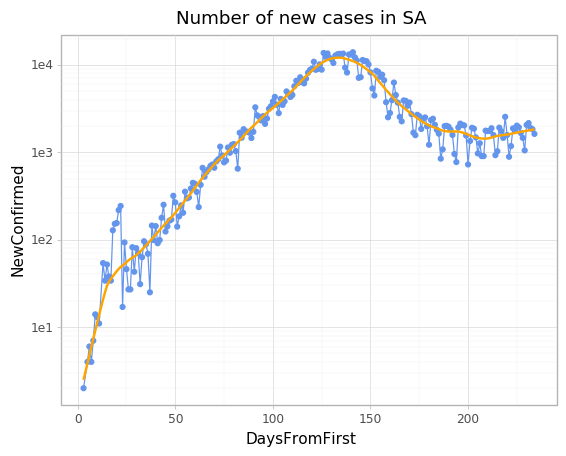 Number of new cases in SA
1e4
1e3
1e2
1e1
NewConfirmed
0 50 100 150 200
DaysFromFirst